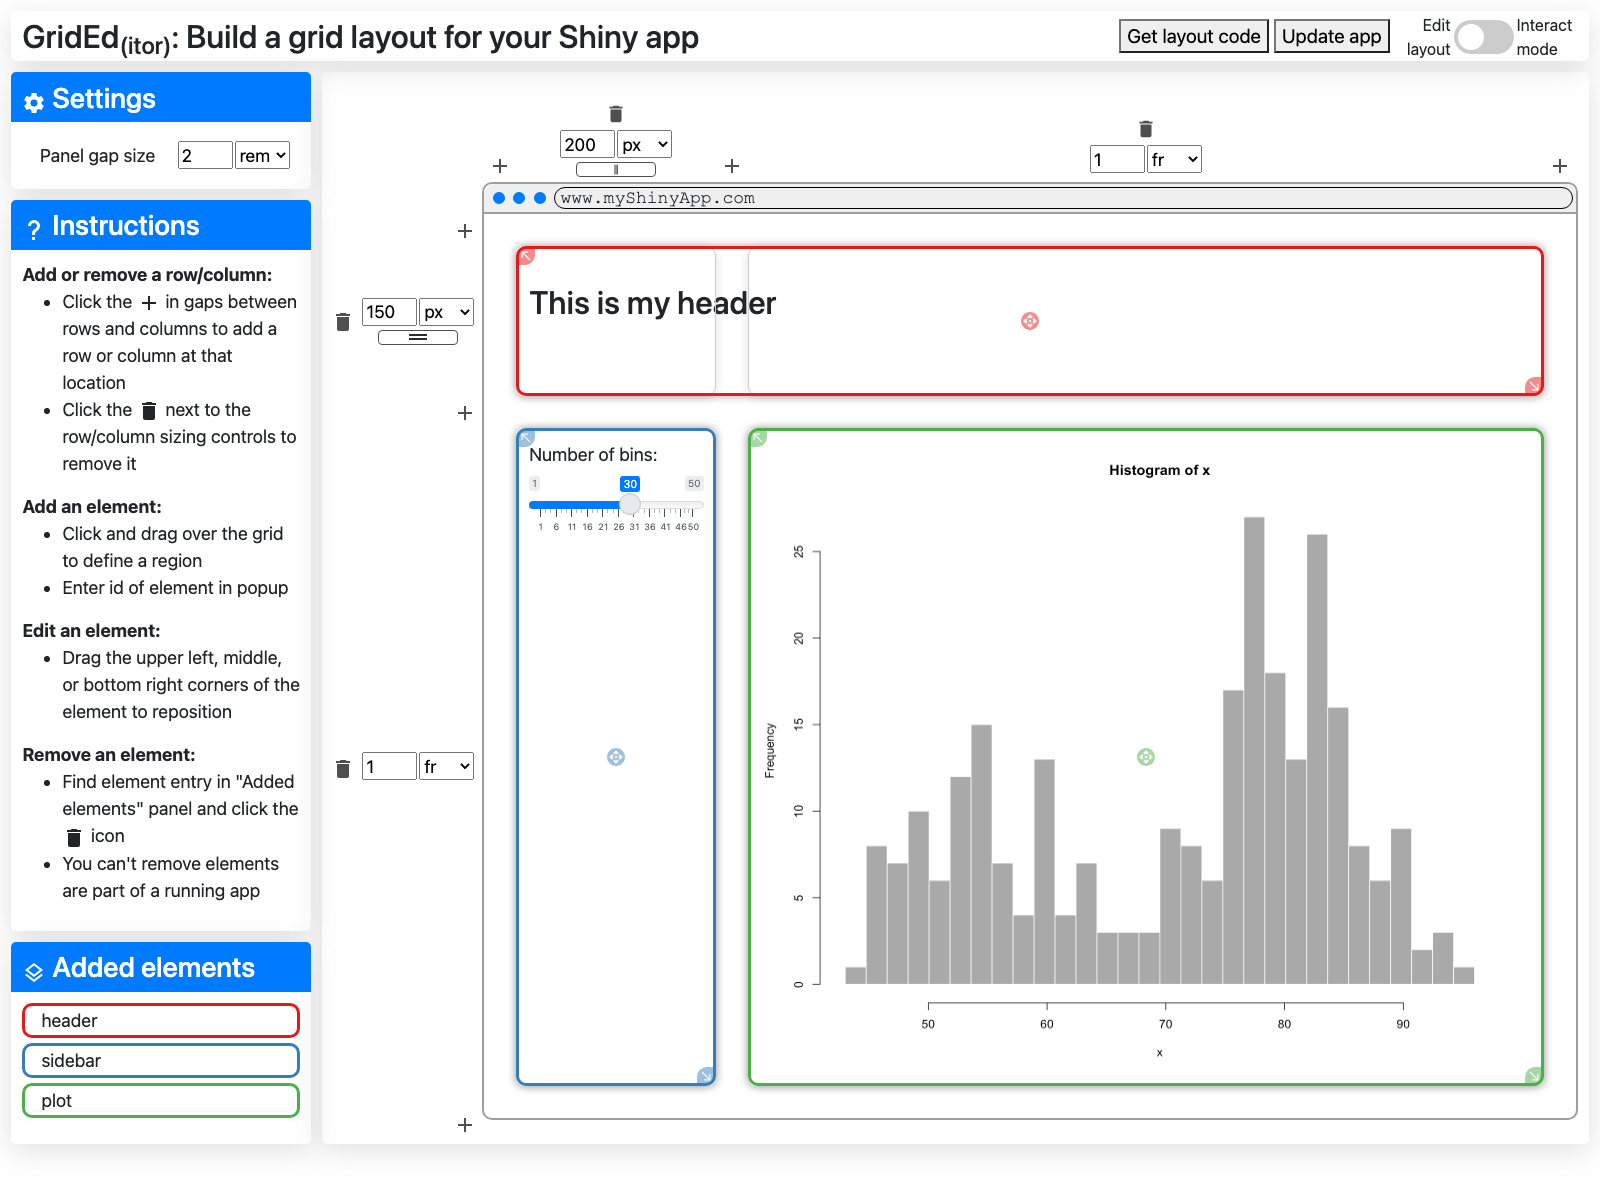 GridEd(itor): Build a grid layout for your Shiny app
Get layout code
Update app
Edit layout
Interact mode
Settings
Panel gap size 2 rem
? Instructions
Add or remove a row/column:
• Click the + in gaps between
rows and columns to add a
row or column at that
location
• Click the next to the
row/column sizing controls to
remove it
Add an element:
• Click and drag over the grid
to define a region
• Enter id of element in popup
Edit an element:
• Drag the upper left, middle,
or bottom right corners of the
element to reposition
Remove an element:
• Find element entry in "Added
elements" panel and click the
icon
• You can't remove elements
are part of a running app
Added elements
header
sidebar
plot
200 px
1 fr
150 px
1 fr
www.myShinyApp.com
This is my header
Number of bins:
1 30 50
1 6 11 16 21 26 31 36 41 46 50
Histogram of x
Frequency
0 5 10 15 20 25
50 60 70 80 90
x